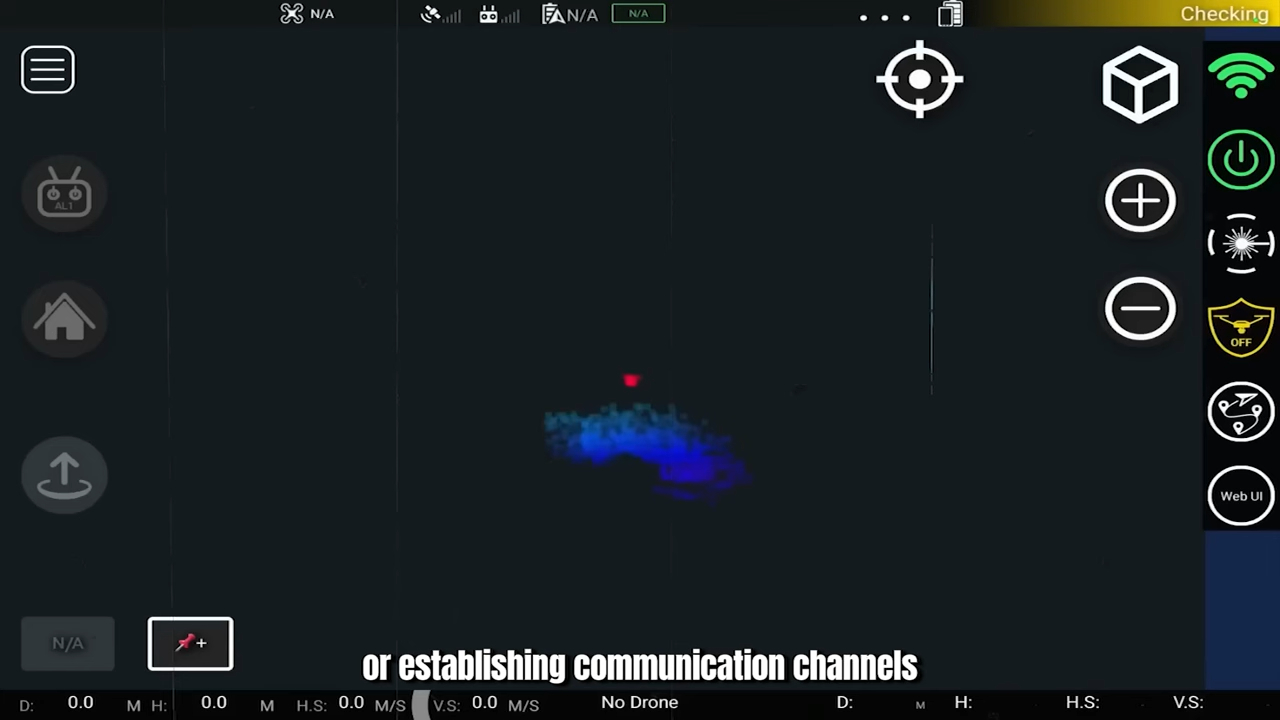 N/A
N/A
N/A
Checking
AL1
OFF
Web UI
N/A
or establishing communication channels
D: 0.0 M H: 0.0 M H.S: 0.0 M/S V.S: 0.0 M/S No Drone D: M H: H.S: V.S: